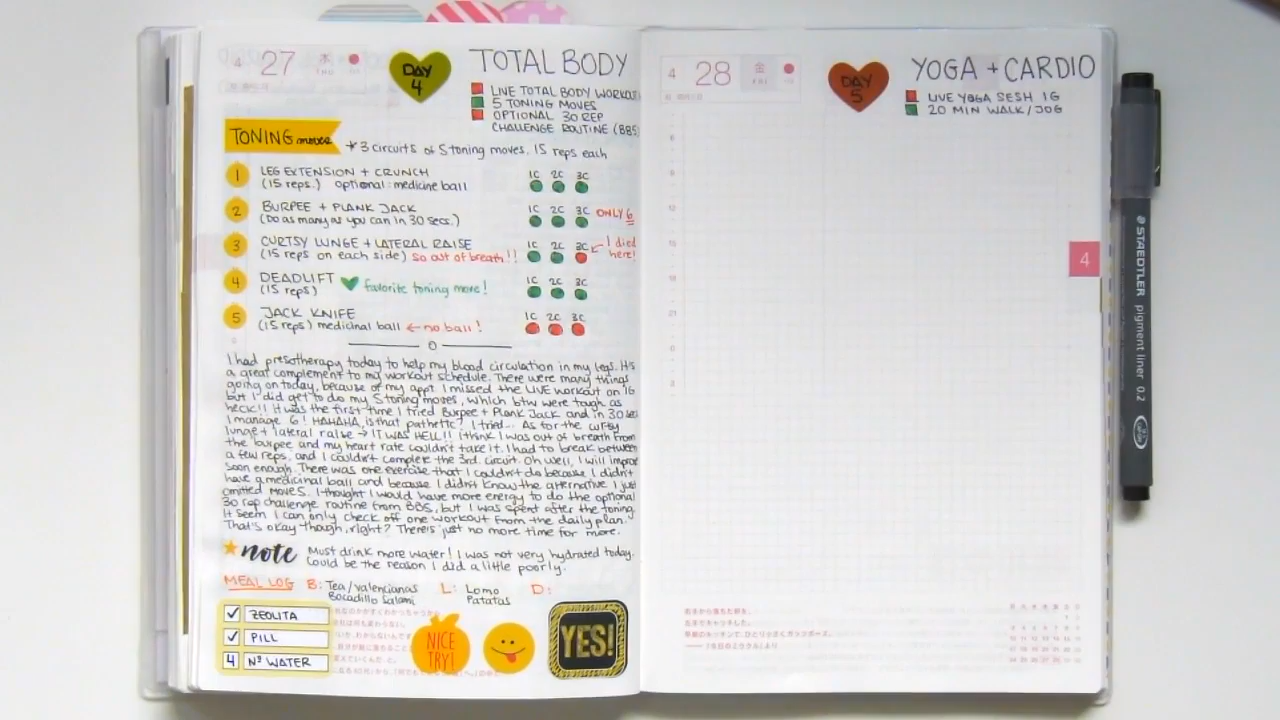 4 27 水
DAY 4
TOTAL BODY
LIVE TOTAL BODY WORKOUT
5 TONING MOVES
OPTIONAL 30 REP
CHALLENGE ROUTINE (BBS)
TONING moves
* 3 circuits of 5 toning moves, 15 reps each
1 LEG EXTENSION + CRUNCH 1C 2C 3C
(15 reps.) optional: medicine ball
2 BURPEE + PLANK JACK 1C 2C 3C ONLY 6
(Do as many as you can in 30 secs.)
3 CURTSY LUNGE + LATERAL RAISE 1C 2C 3C ← I died here!
(15 reps on each side) so out of breath!!
4 DEADLIFT 1C 2C 3C
(15 reps) favorite toning move!
5 JACK KNIFE 1C 2C 3C
(15 reps) medicinal ball ← no ball!
I had presotherapy today to help my blood circulation in my legs. It's
a great complement to my workout schedule. There were many things
going on today, because of my appt. I missed the LIVE workout on IG
but I did get to do my 5 toning moves, which btw were tough as
heck!! It was the first time I tried Burpee + Plank Jack and in 30 sec
I manage 6! HAHAHA, is that pathetic? I tried... As for the curtsy
lunge + lateral raise → IT WAS HELL!! I think I was out of breath from
the burpee and my heart rate couldn't take it. I had to break between
a few reps, and I couldn't complete the 3rd. circuit. Oh well, I will improve
soon enough. There was one exercise that I couldn't do because I didn't
have a medicinal ball and because I didn't know the alternative I just
omitted MOVE 5. I thought I would have more energy to do the optional
30 rep challenge routine from BBS, but I was spent after the toning.
It seem I can only check off one workout from the daily plan.
That's okay though, right? There's just no more time for more.
note Must drink more water! I was not very hydrated today.
Could be the reason I did a little poorly.
MEAL LOG B: Tea/valencianas L: Lomo D:
Bocadillo Salami Patatas
✓ ZEOLITA
✓ PILL
4 Nº WATER
NICE TRY!
YES!
4 28 金
DAY 5
YOGA + CARDIO
LIVE YOGA SESH IG
20 MIN WALK/JOG
4
STAEDTLER pigment liner 0.2